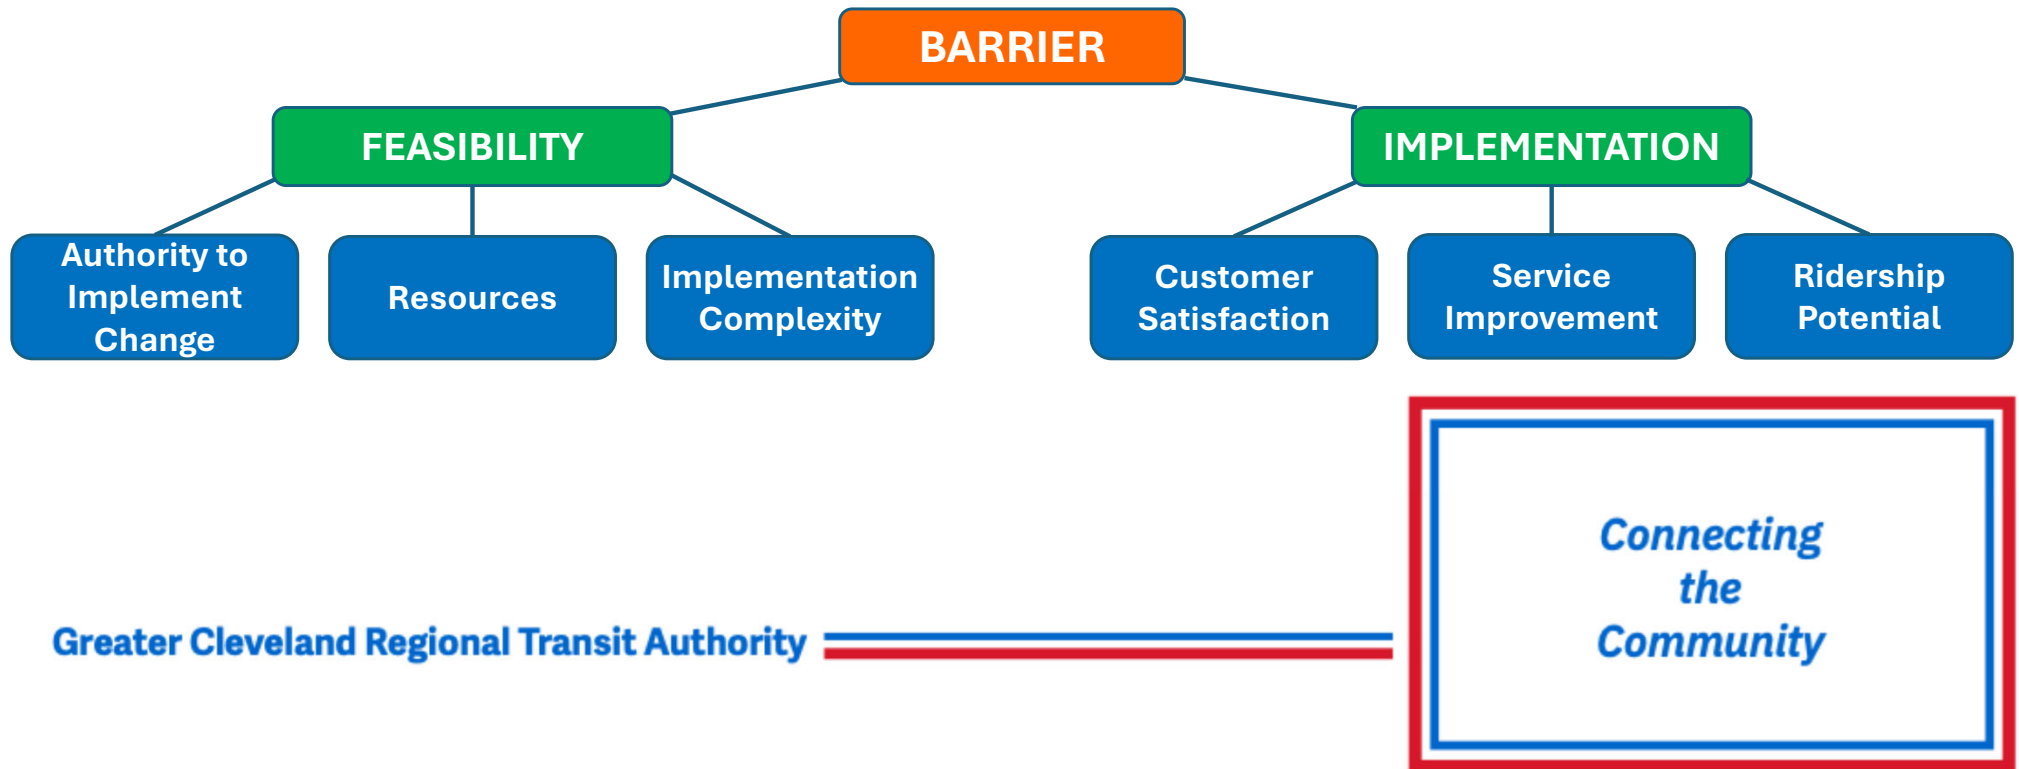 BARRIER
FEASIBILITY
IMPLEMENTATION
Authority to
Implement
Change
Resources
Implementation
Complexity
Customer
Satisfaction
Service
Improvement
Ridership
Potential
Connecting
the
Community
Greater Cleveland Regional Transit Authority